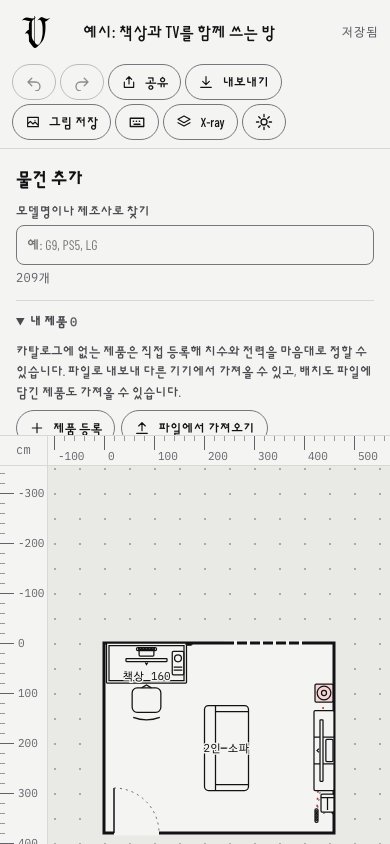 예시: 책상과 TV를 함께 쓰는 방
저장됨
공유
내보내기
그림 저장
X-ray
물건 추가
모델명이나 제조사로 찾기
예: G9, PS5, LG
209개
▼ 내 제품 0
카탈로그에 없는 제품은 직접 등록해 치수와 전력을 마음대로 정할 수
있습니다. 파일로 내보내 다른 기기에서 가져올 수 있고, 배치도 파일에
담긴 제품도 가져올 수 있습니다.
+ 제품 등록
파일에서 가져오기
cm
-100 0 100 200 300 400 500
-300
-200
-100
0
책상 160
100
2인 소파
200
300
400